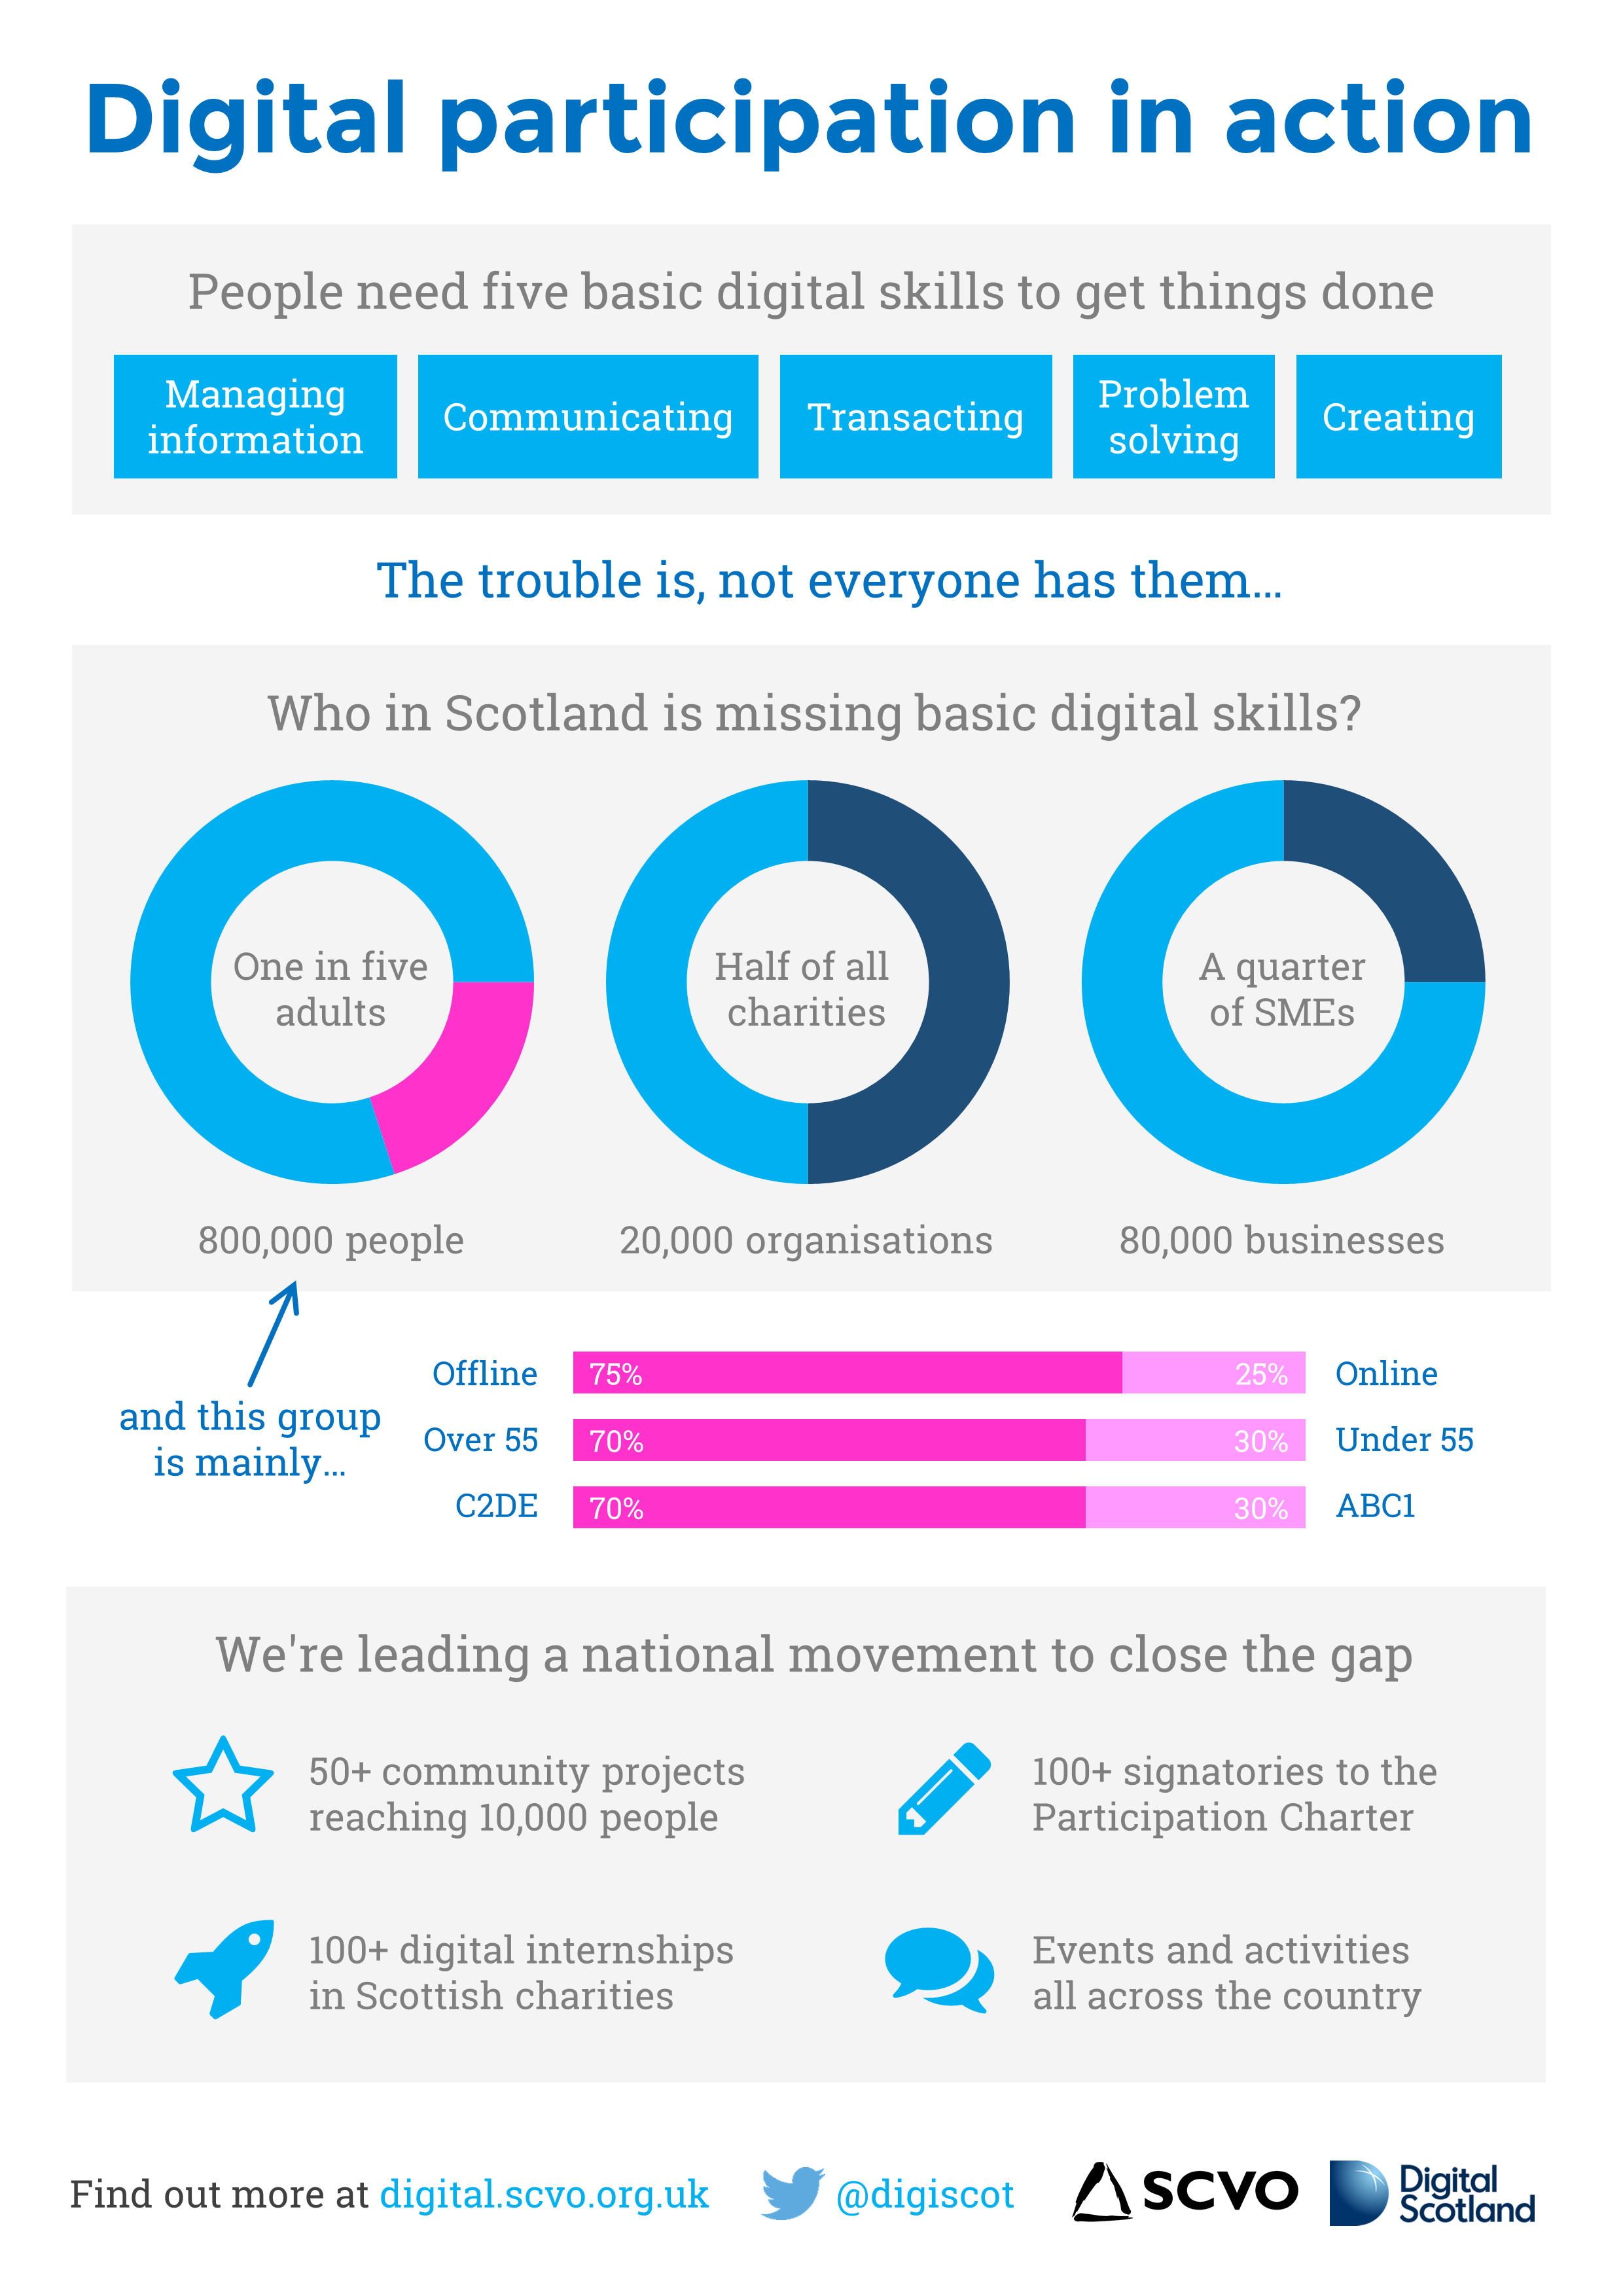 Digital participation in action
People need five basic digital skills to get things done
Managing
information
Communicating
Transacting
Problem
solving
Creating
The trouble is, not everyone has them...
Who in Scotland is missing basic digital skills?
One in five
adults
Half of all
charities
A quarter
of SMEs
800,000 people
20,000 organisations
80,000 businesses
and this group
is mainly...
Offline 75% 25% Online
Over 55 70% 30% Under 55
C2DE 70% 30% ABC1
We're leading a national movement to close the gap
50+ community projects
reaching 10,000 people
100+ signatories to the
Participation Charter
100+ digital internships
in Scottish charities
Events and activities
all across the country
Find out more at digital.scvo.org.uk
@digiscot
SCVO
Digital
Scotland